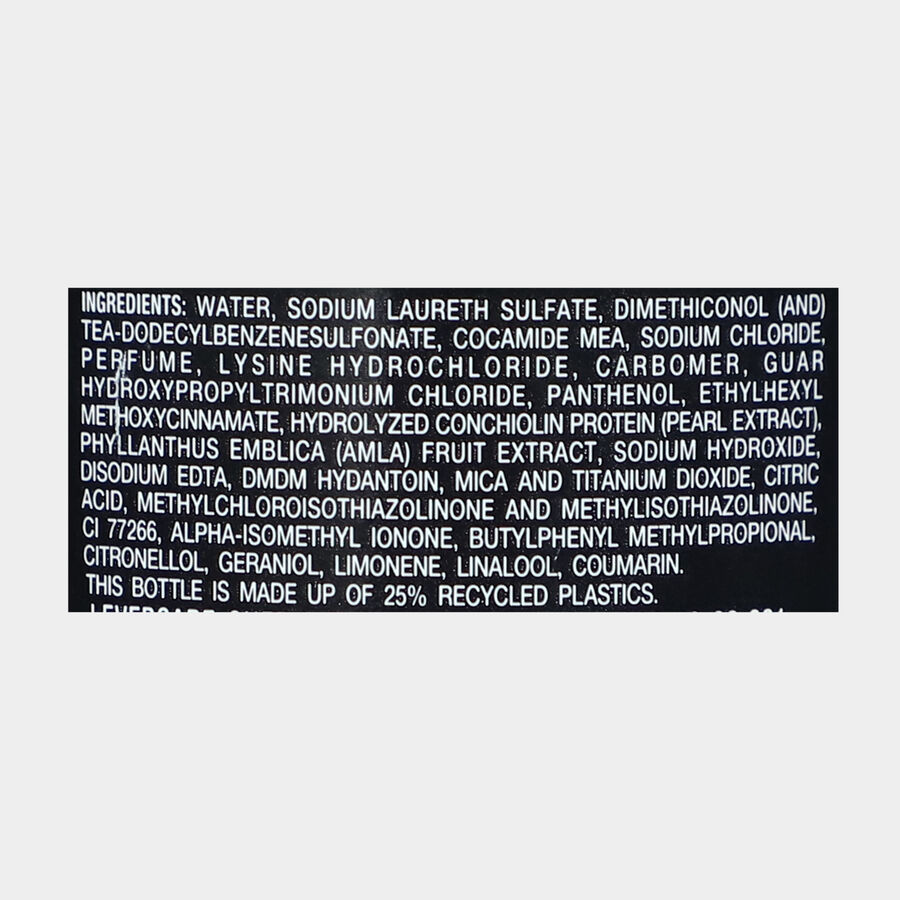 INGREDIENTS: WATER, SODIUM LAURETH SULFATE, DIMETHICONOL (AND)
TEA-DODECYLBENZENESULFONATE, COCAMIDE MEA, SODIUM CHLORIDE,
PERFUME, LYSINE HYDROCHLORIDE, CARBOMER, GUAR
HYDROXYPROPYLTRIMONIUM CHLORIDE, PANTHENOL, ETHYLHEXYL
METHOXYCINNAMATE, HYDROLYZED CONCHIOLIN PROTEIN (PEARL EXTRACT),
PHYLLANTHUS EMBLICA (AMLA) FRUIT EXTRACT, SODIUM HYDROXIDE,
DISODIUM EDTA, DMDM HYDANTOIN, MICA AND TITANIUM DIOXIDE, CITRIC
ACID, METHYLCHLOROISOTHIAZOLINONE AND METHYLISOTHIAZOLINONE,
CI 77266, ALPHA-ISOMETHYL IONONE, BUTYLPHENYL METHYLPROPIONAL,
CITRONELLOL, GERANIOL, LIMONENE, LINALOOL, COUMARIN.
THIS BOTTLE IS MADE UP OF 25% RECYCLED PLASTICS.